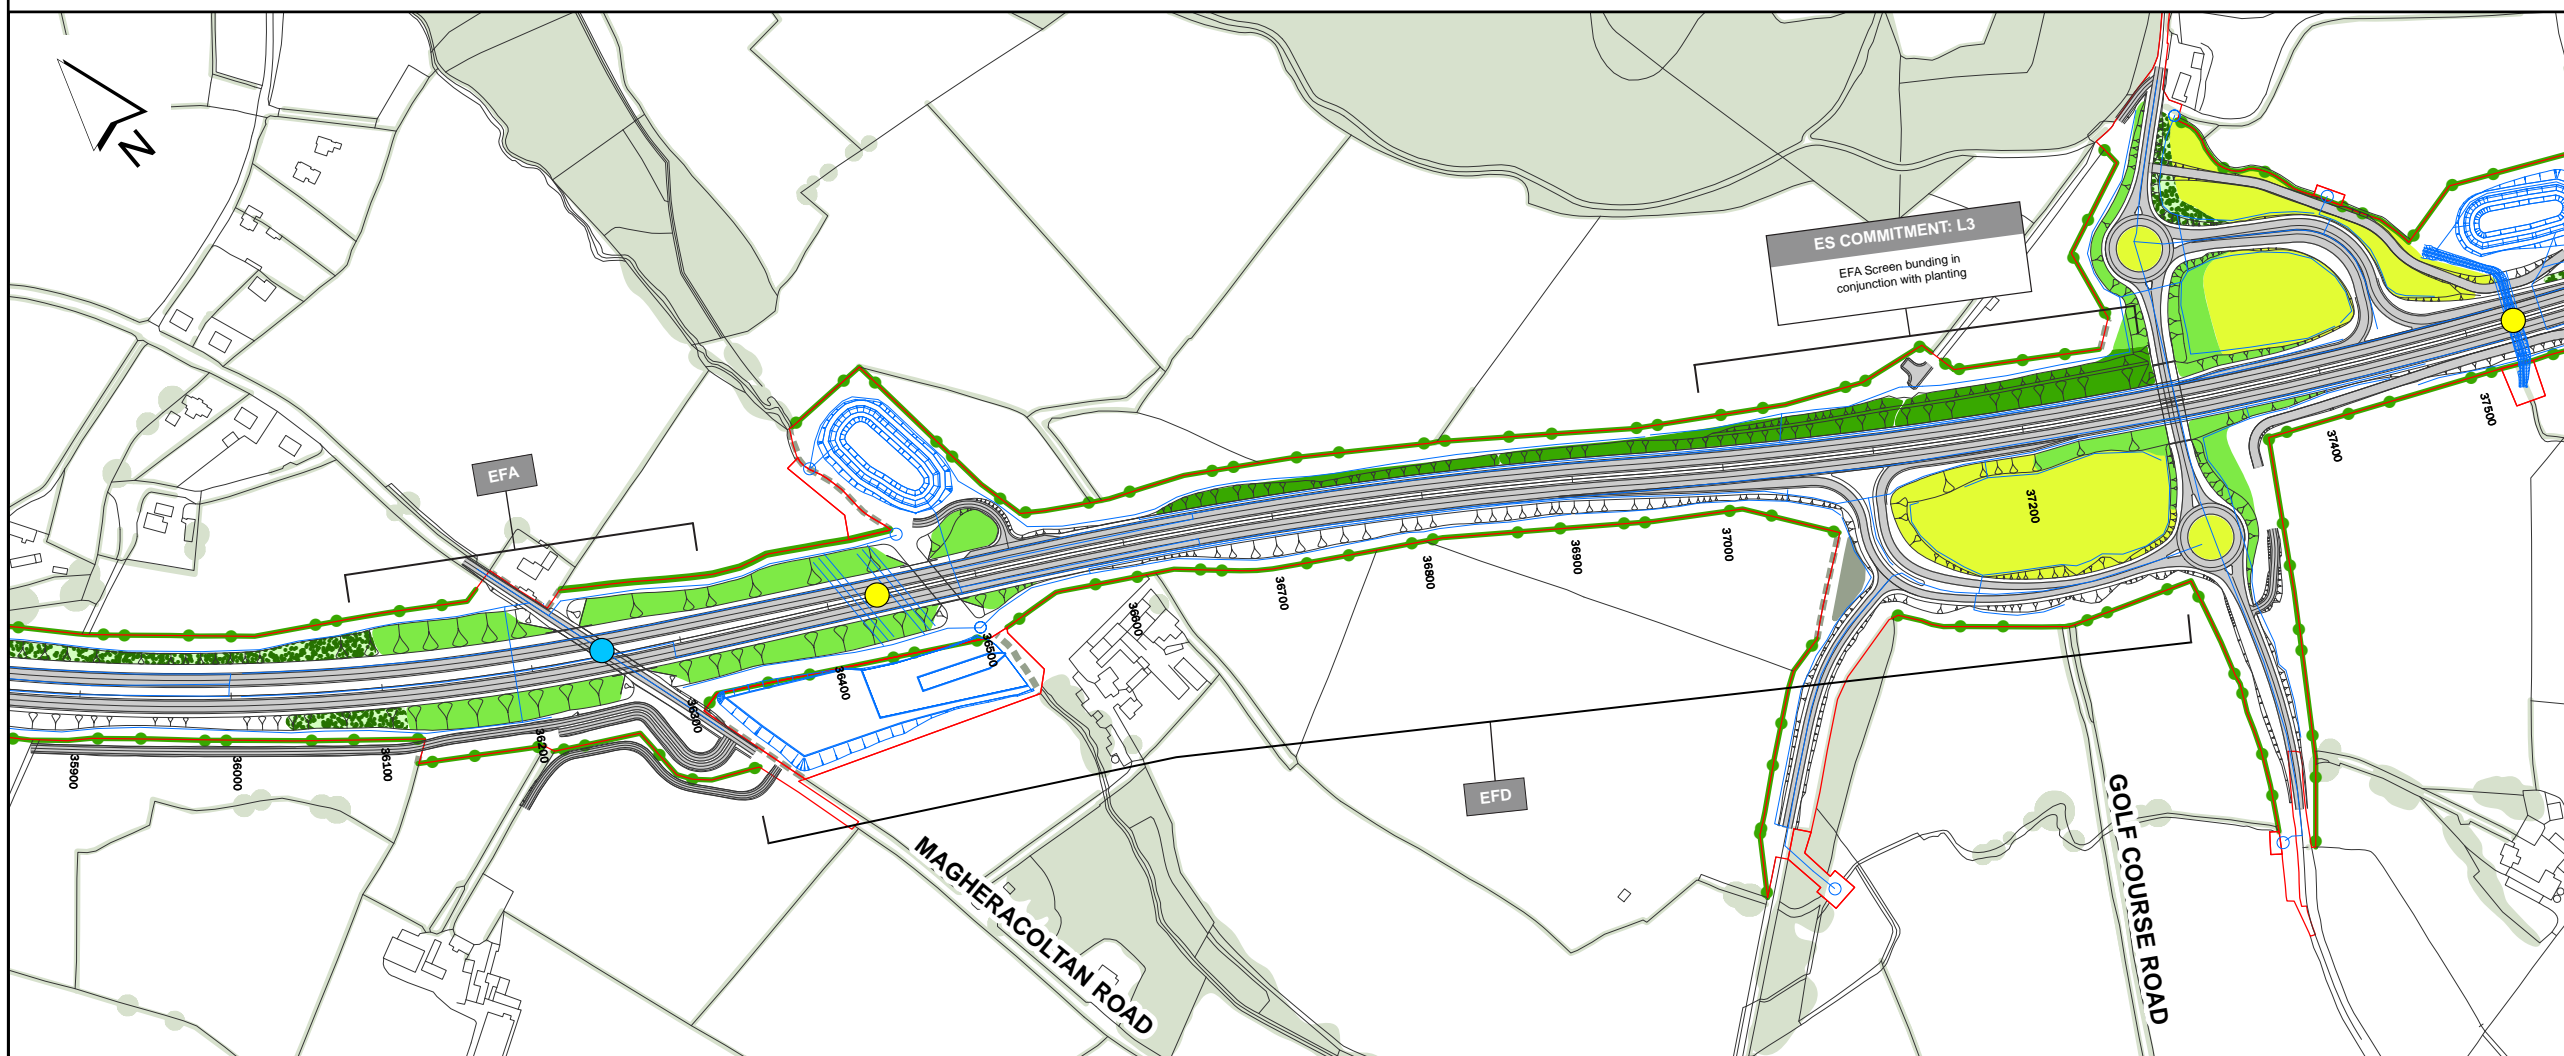 N
ES COMMITMENT: L3
EFA Screen bunding in
conjunction with planting
EFA
EFD
35900
36000
36100
36200
36300
36400
36500
36600
36700
36800
36900
37000
37200
37400
37500
MAGHERACOLTAN ROAD
GOLF COURSE ROAD